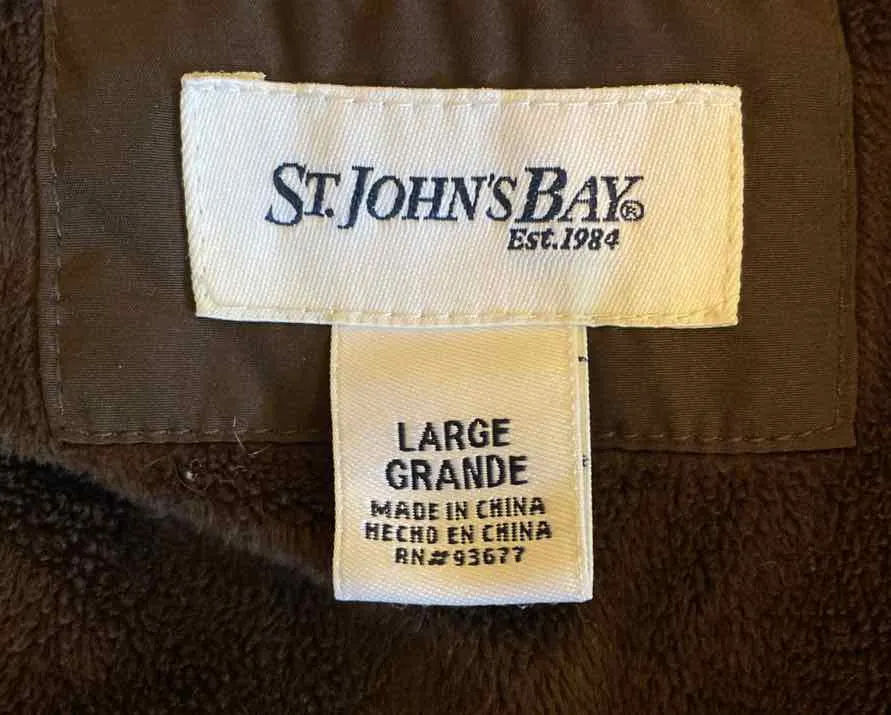 ST. JOHN'S BAY®
Est. 1984
LARGE
GRANDE
MADE IN CHINA
HECHO EN CHINA
RN#93677